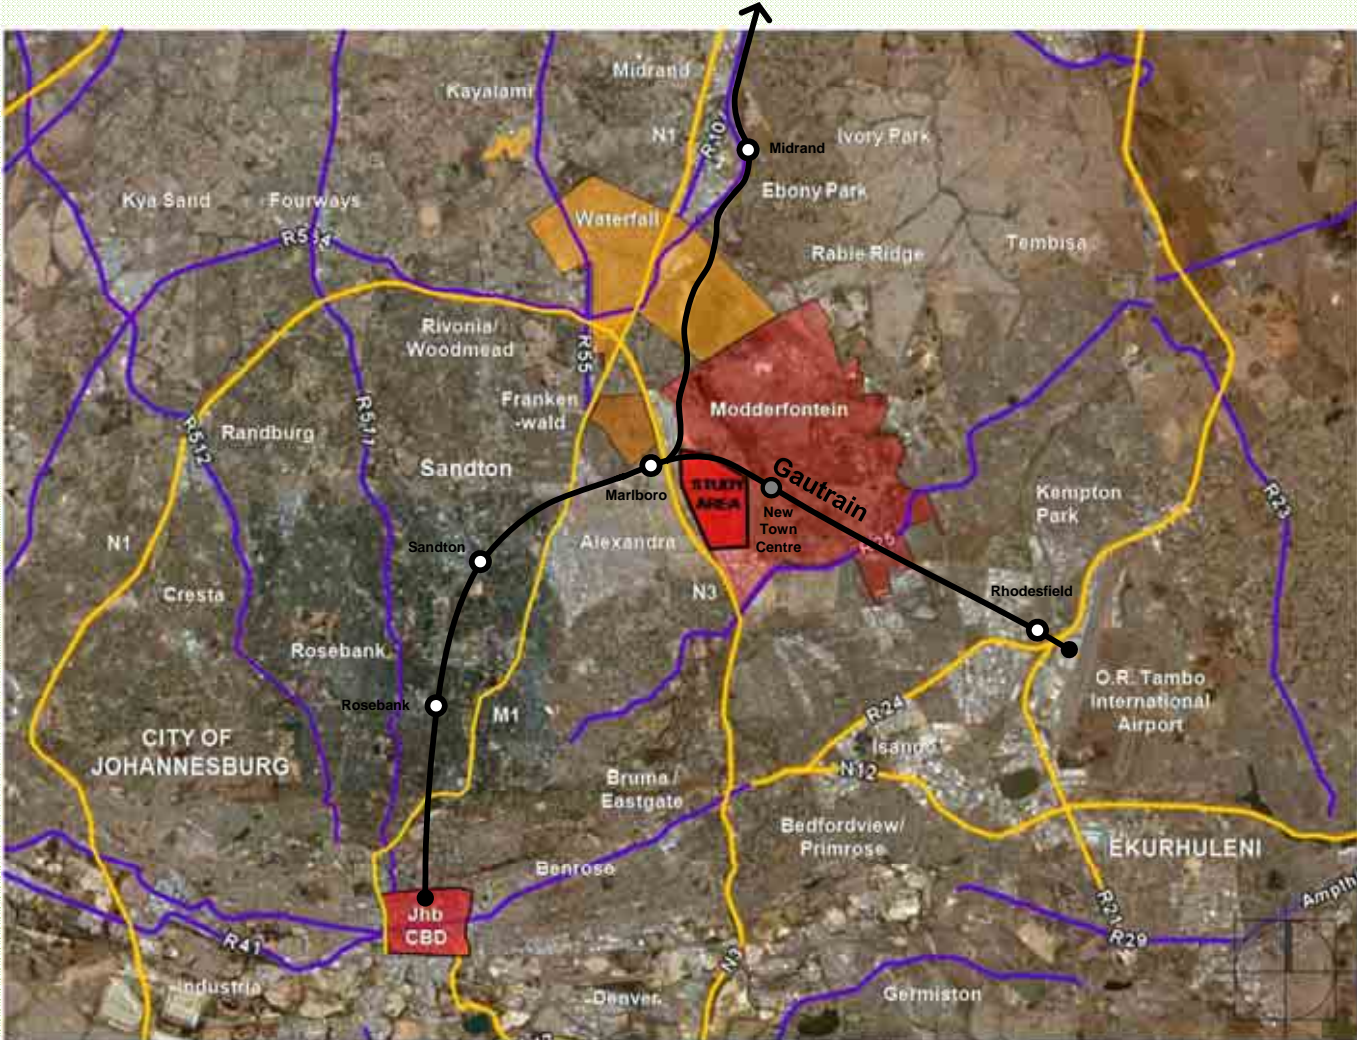 Midrand
Kayalami
N1
R10
Midrand
Ivory Park
Ebony Park
Kya Sand
Fourways
Waterfall
R554
Rabie Ridge
Tembisa
Rivonia/
Woodmead
R55
Franken
-wald
Modderfontein
R511
Randburg
R512
Sandton
Marlboro
STUDY
AREA
Gautrain
New
Town
Centre
Kempton
Park
R23
Sandton
Alexandra
R25
N1
Cresta
N3
Rhodesfield
Rosebank
O.R. Tambo
International
Airport
Rosebank
M1
R24
CITY OF
JOHANNESBURG
Isando
N12
Bruma /
Eastgate
Bedfordview/
Primrose
EKURHULENI
Benrose
Jhb
CBD
R21
R29
R41
N3
Industria
Denver
Germiston